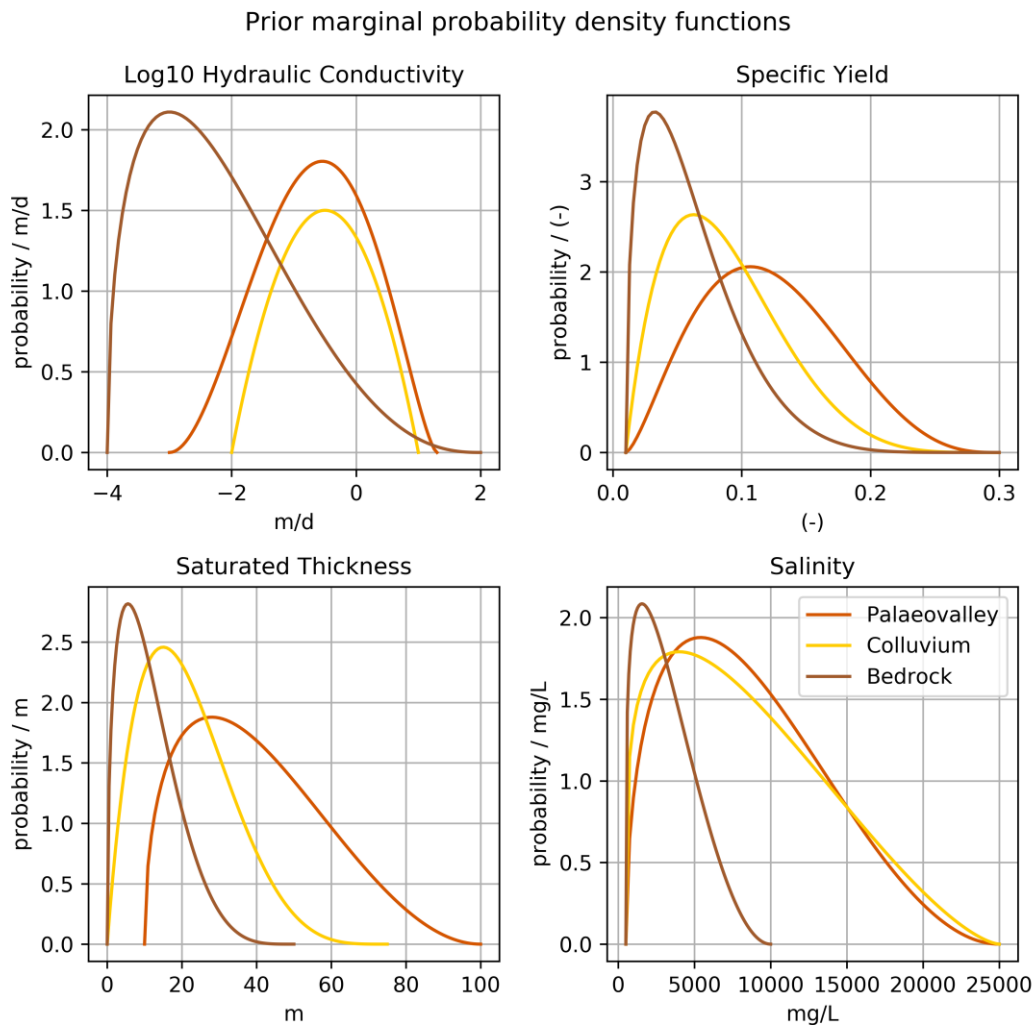 Prior marginal probability density functions
Log10 Hydraulic Conductivity
probability / m/d
2.0
1.5
1.0
0.5
0.0
−4 −2 0 2
m/d
Specific Yield
probability / (-)
3
2
1
0
0.0 0.1 0.2 0.3
(-)
Saturated Thickness
probability / m
2.5
2.0
1.5
1.0
0.5
0.0
0 20 40 60 80 100
m
Salinity
probability / mg/L
2.0
1.5
1.0
0.5
0.0
Palaeovalley
Colluvium
Bedrock
0 5000 10000 15000 20000 25000
mg/L